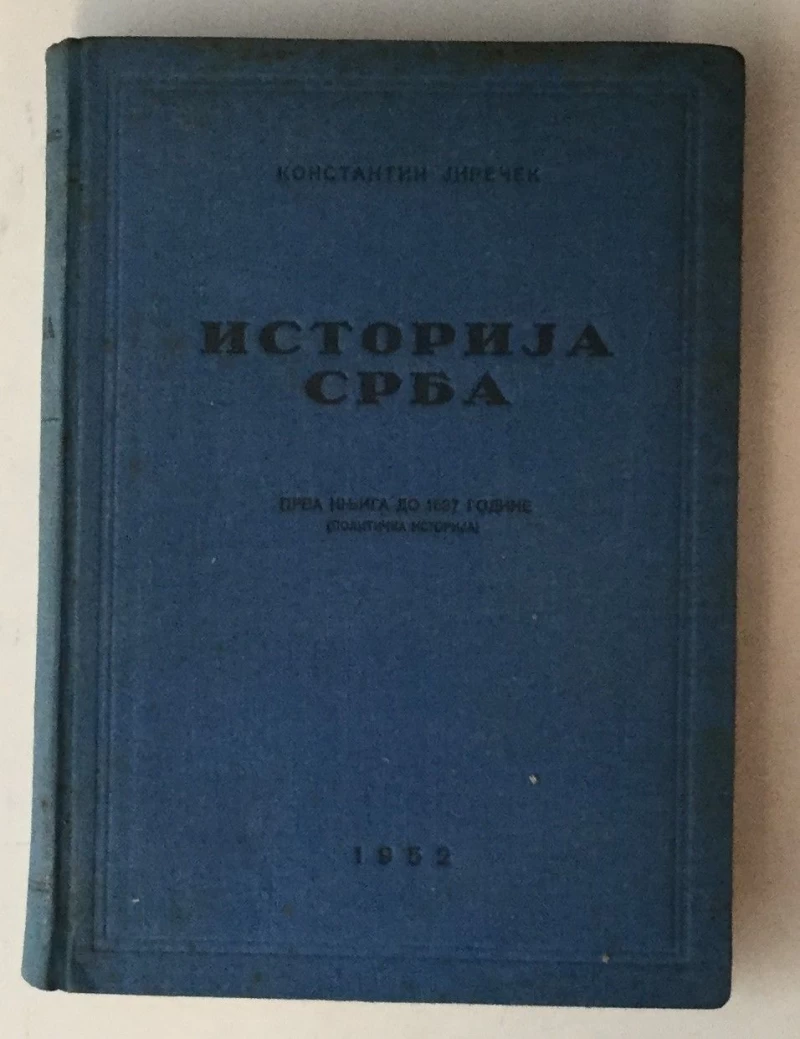 КОНСТАНТИН ЈИРЕЧЕК
ИСТОРИЈА
СРБА
ПРВА КЊИГА ДО 1537 ГОДИНЕ
(ПОЛИТИЧКА ИСТОРИЈА)
1952